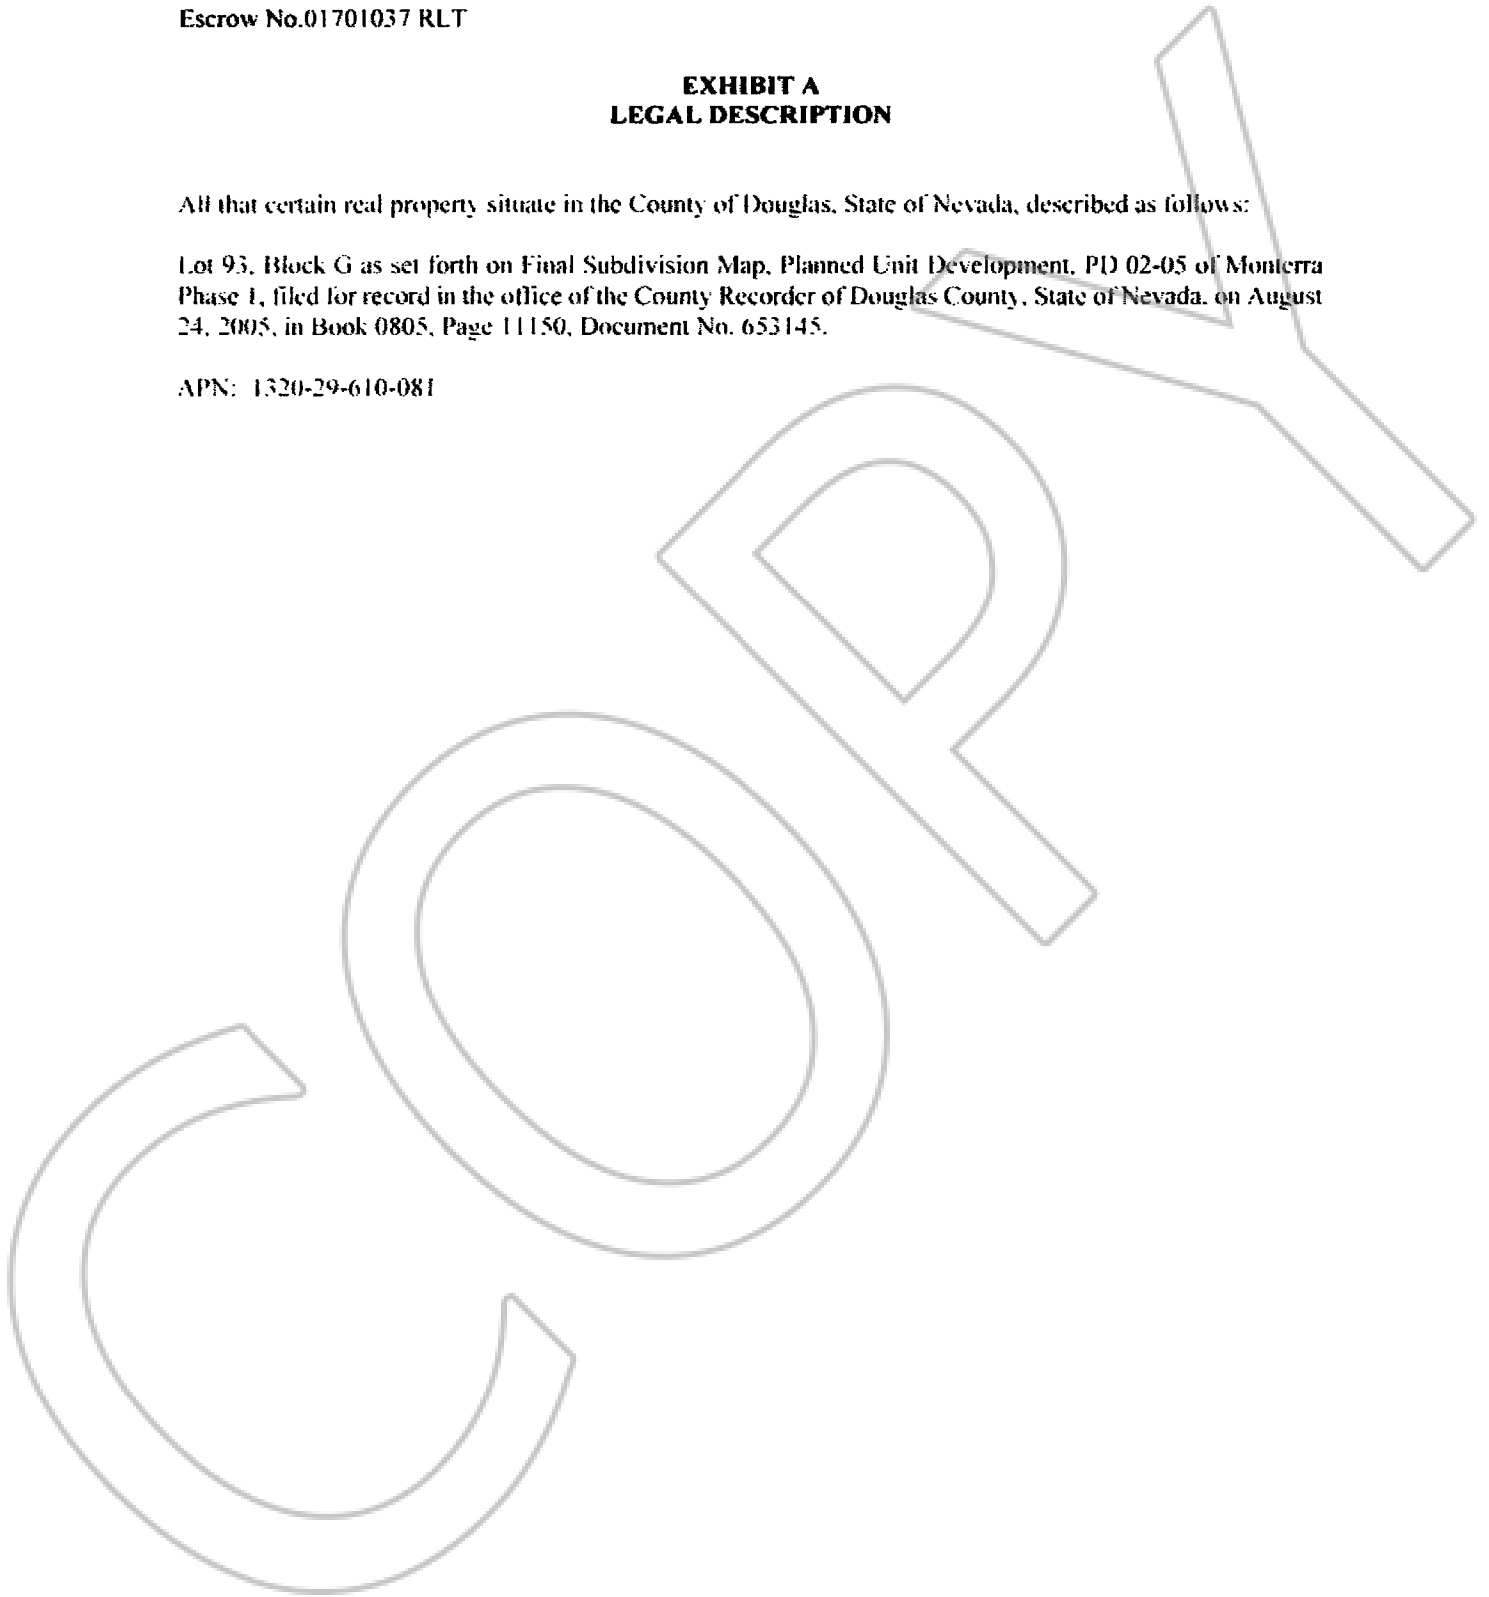 Escrow No.01701037 RLT
EXHIBIT A
LEGAL DESCRIPTION
All that certain real property situate in the County of Douglas, State of Nevada, described as follows:
Lot 93, Block G as set forth on Final Subdivision Map, Planned Unit Development, PD 02-05 of Monterra
Phase 1, filed for record in the office of the County Recorder of Douglas County, State of Nevada, on August
24, 2005, in Book 0805, Page 11150, Document No. 653145.
APN: 1320-29-610-081
COPY